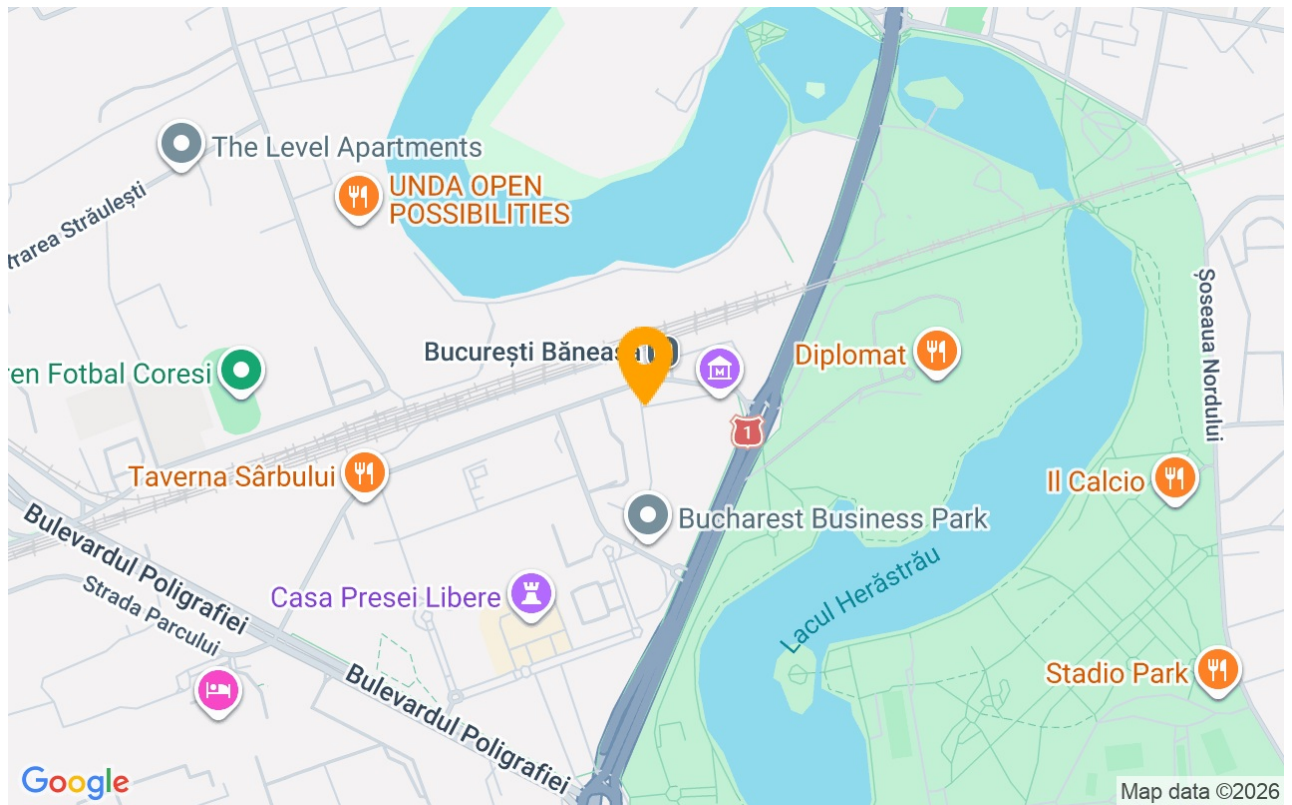 The Level Apartments
UNDA OPEN
POSSIBILITIES
trarea Străulești
București Băneasa
ren Fotbal Coresi
Diplomat
Șoseaua Nordului
1
Taverna Sârbului
Il Calcio
Bucharest Business Park
Bulevardul Poligrafiei
Strada Parcului
Casa Presei Libere
Lacul Herăstrău
Stadio Park
Bulevardul Poligrafiei
Google
Map data ©2026